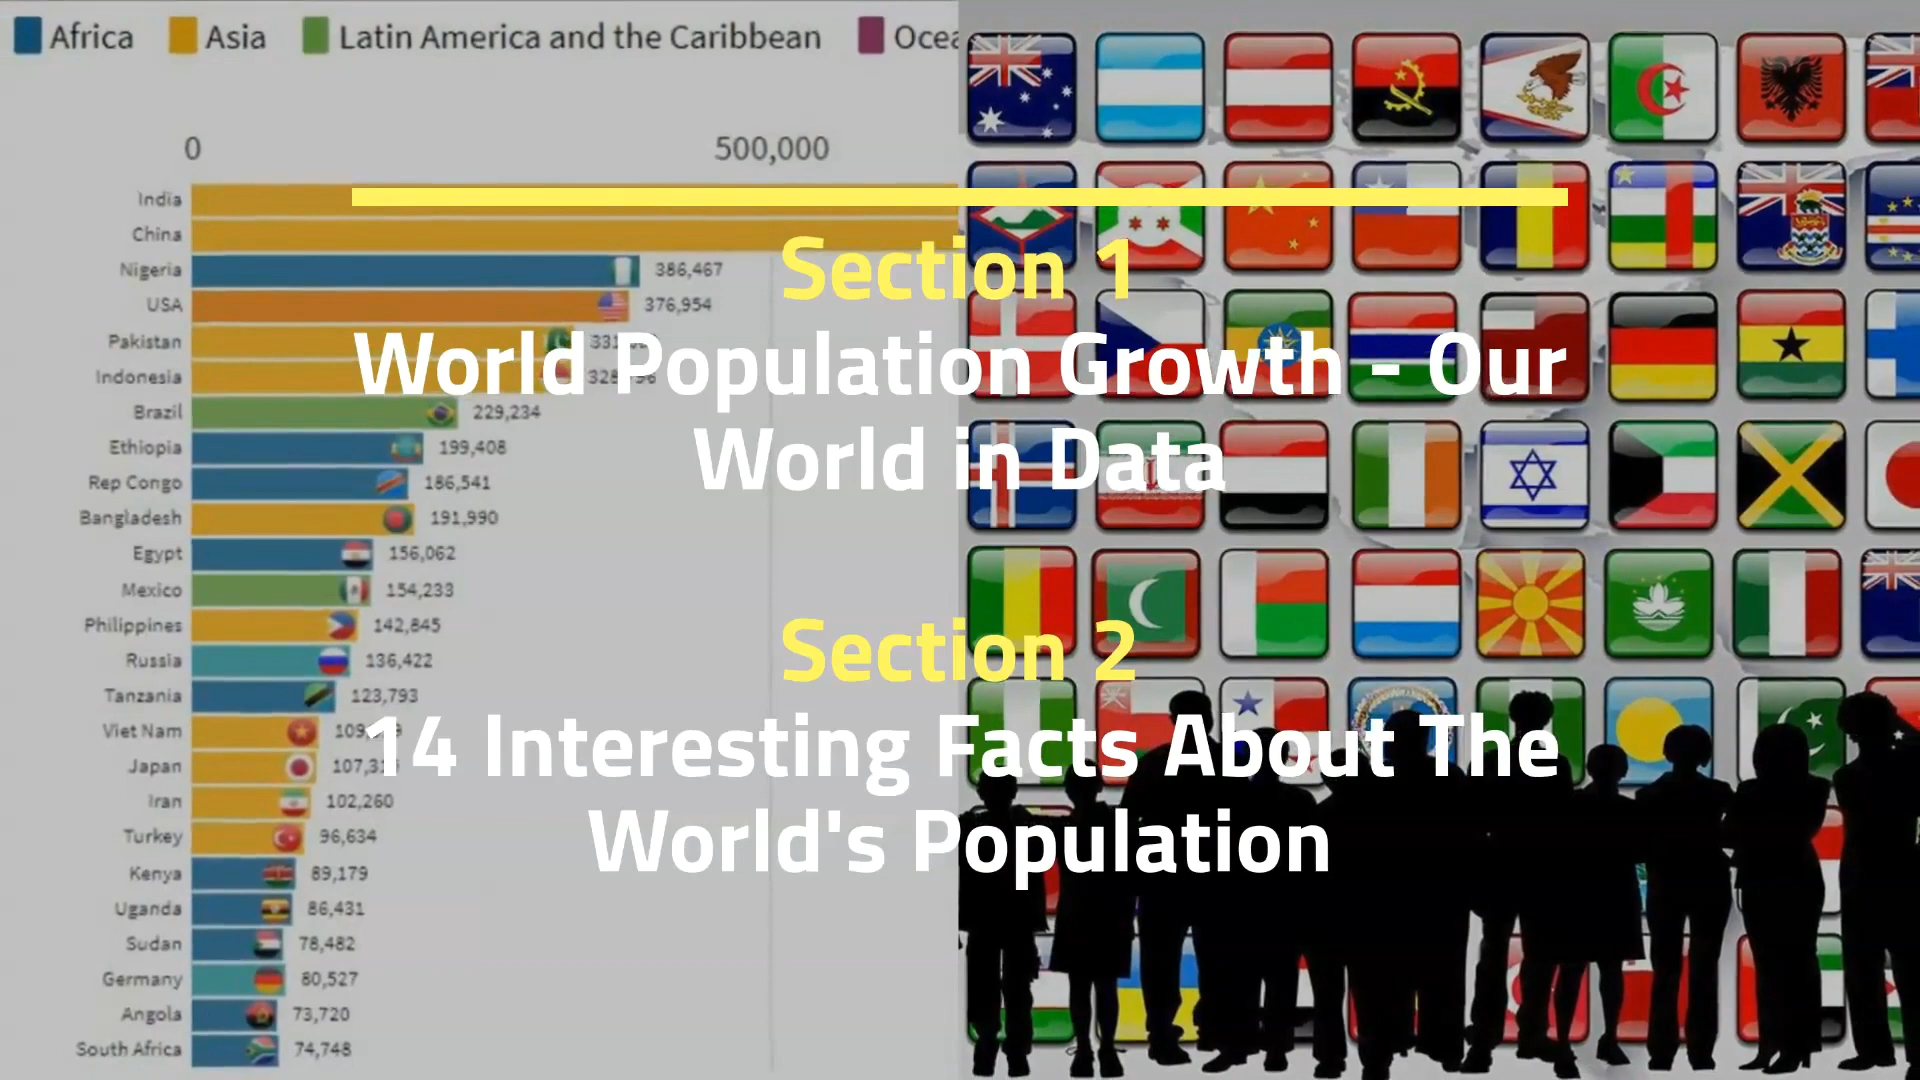 Africa Asia Latin America and the Caribbean
0 500,000
India
China
Nigeria 386,467
USA 376,954
Pakistan
Indonesia
Brazil 229,234
Ethiopia 199,408
Rep Congo 186,541
Bangladesh 191,990
Egypt 156,062
Mexico 154,233
Philippines 142,845
Russia 136,422
Tanzania 123,793
Viet Nam
Japan
Iran 102,260
Turkey 96,634
Kenya 89,179
Uganda 86,431
Sudan 78,482
Germany 80,527
Angola 73,720
South Africa 74,748
Section 1
World Population Growth - Our
World in Data
Section 2
14 Interesting Facts About The
World's Population